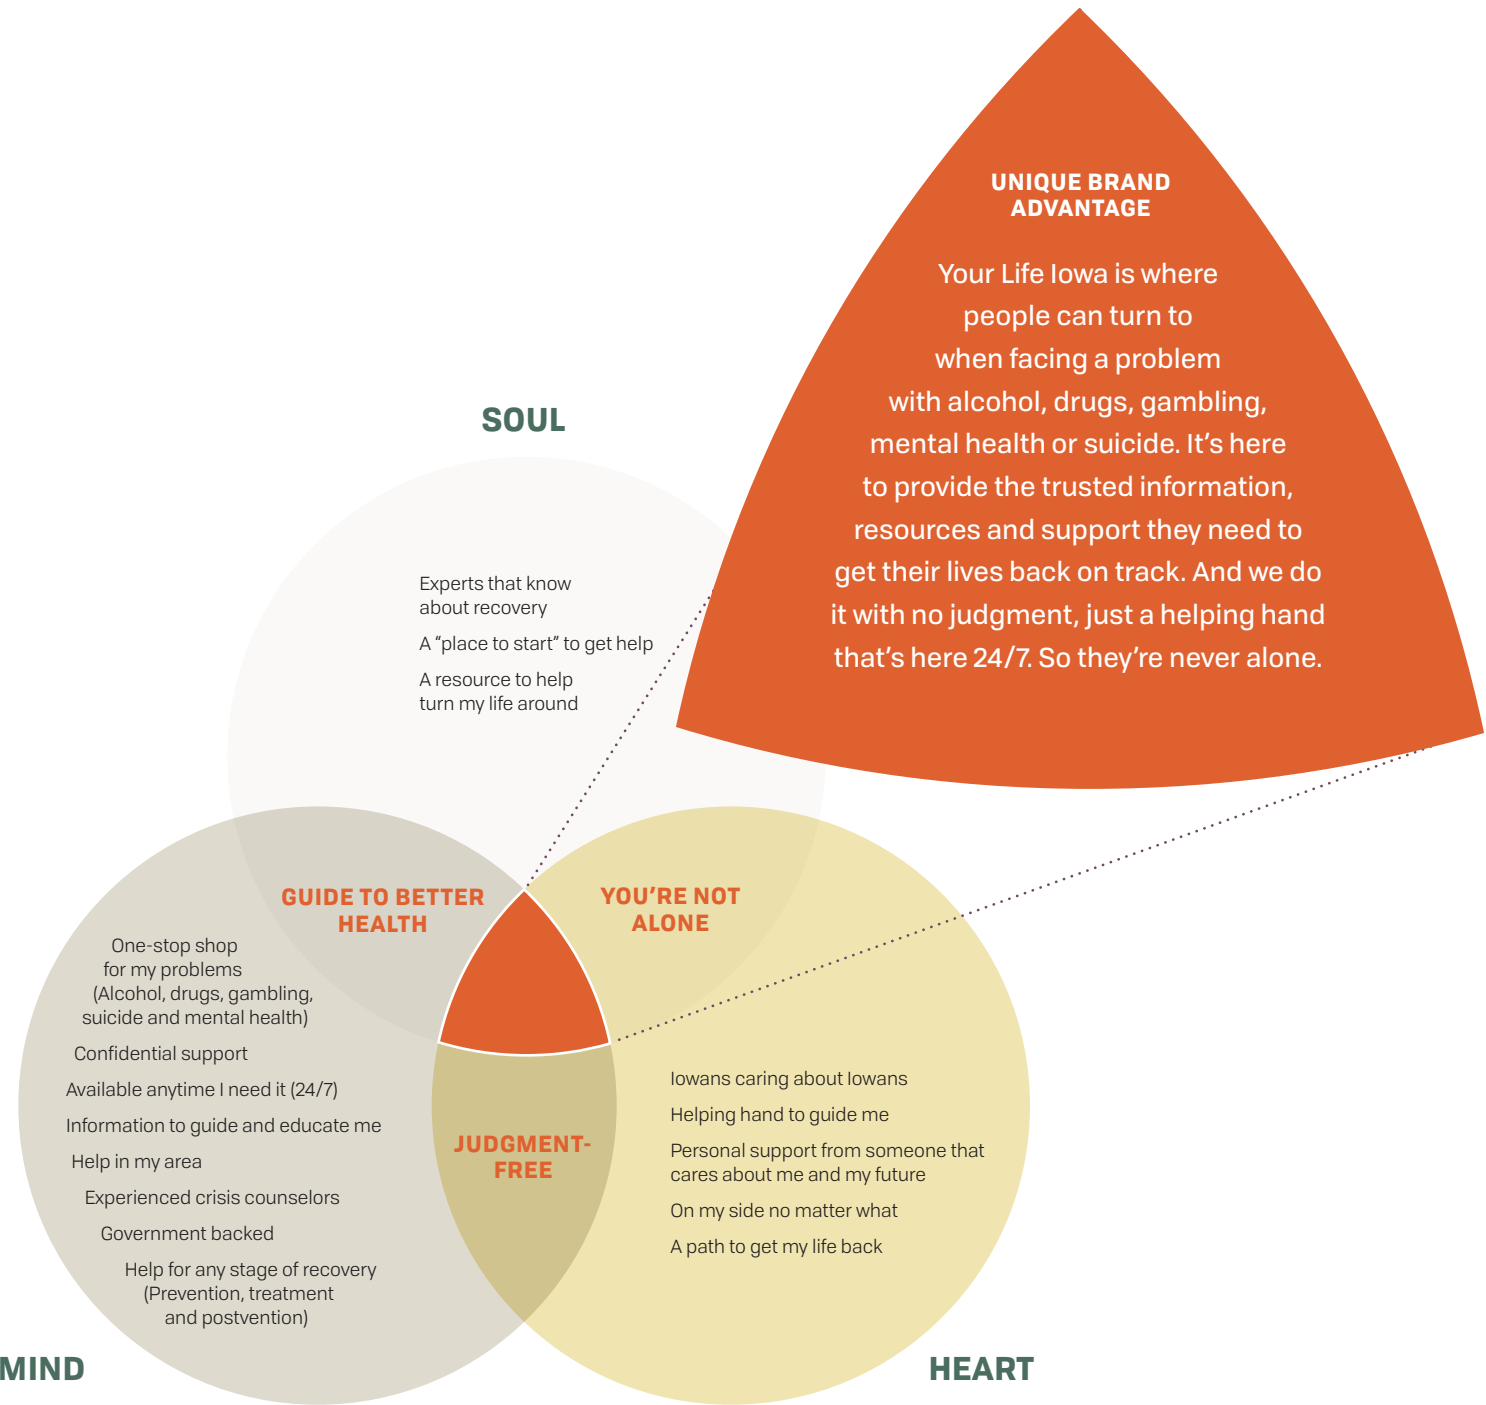 UNIQUE BRAND
ADVANTAGE
Your Life Iowa is where
people can turn to
when facing a problem
with alcohol, drugs, gambling,
mental health or suicide. It’s here
to provide the trusted information,
resources and support they need to
get their lives back on track. And we do
it with no judgment, just a helping hand
that’s here 24/7. So they’re never alone.
SOUL
Experts that know
about recovery
A “place to start” to get help
A resource to help
turn my life around
GUIDE TO BETTER
HEALTH
YOU’RE NOT
ALONE
One-stop shop
for my problems
(Alcohol, drugs, gambling,
suicide and mental health)
Confidential support
Available anytime I need it (24/7)
Information to guide and educate me
Help in my area
Experienced crisis counselors
Government backed
Help for any stage of recovery
(Prevention, treatment
and postvention)
JUDGMENT-
FREE
Iowans caring about Iowans
Helping hand to guide me
Personal support from someone that
cares about me and my future
On my side no matter what
A path to get my life back
MIND
HEART